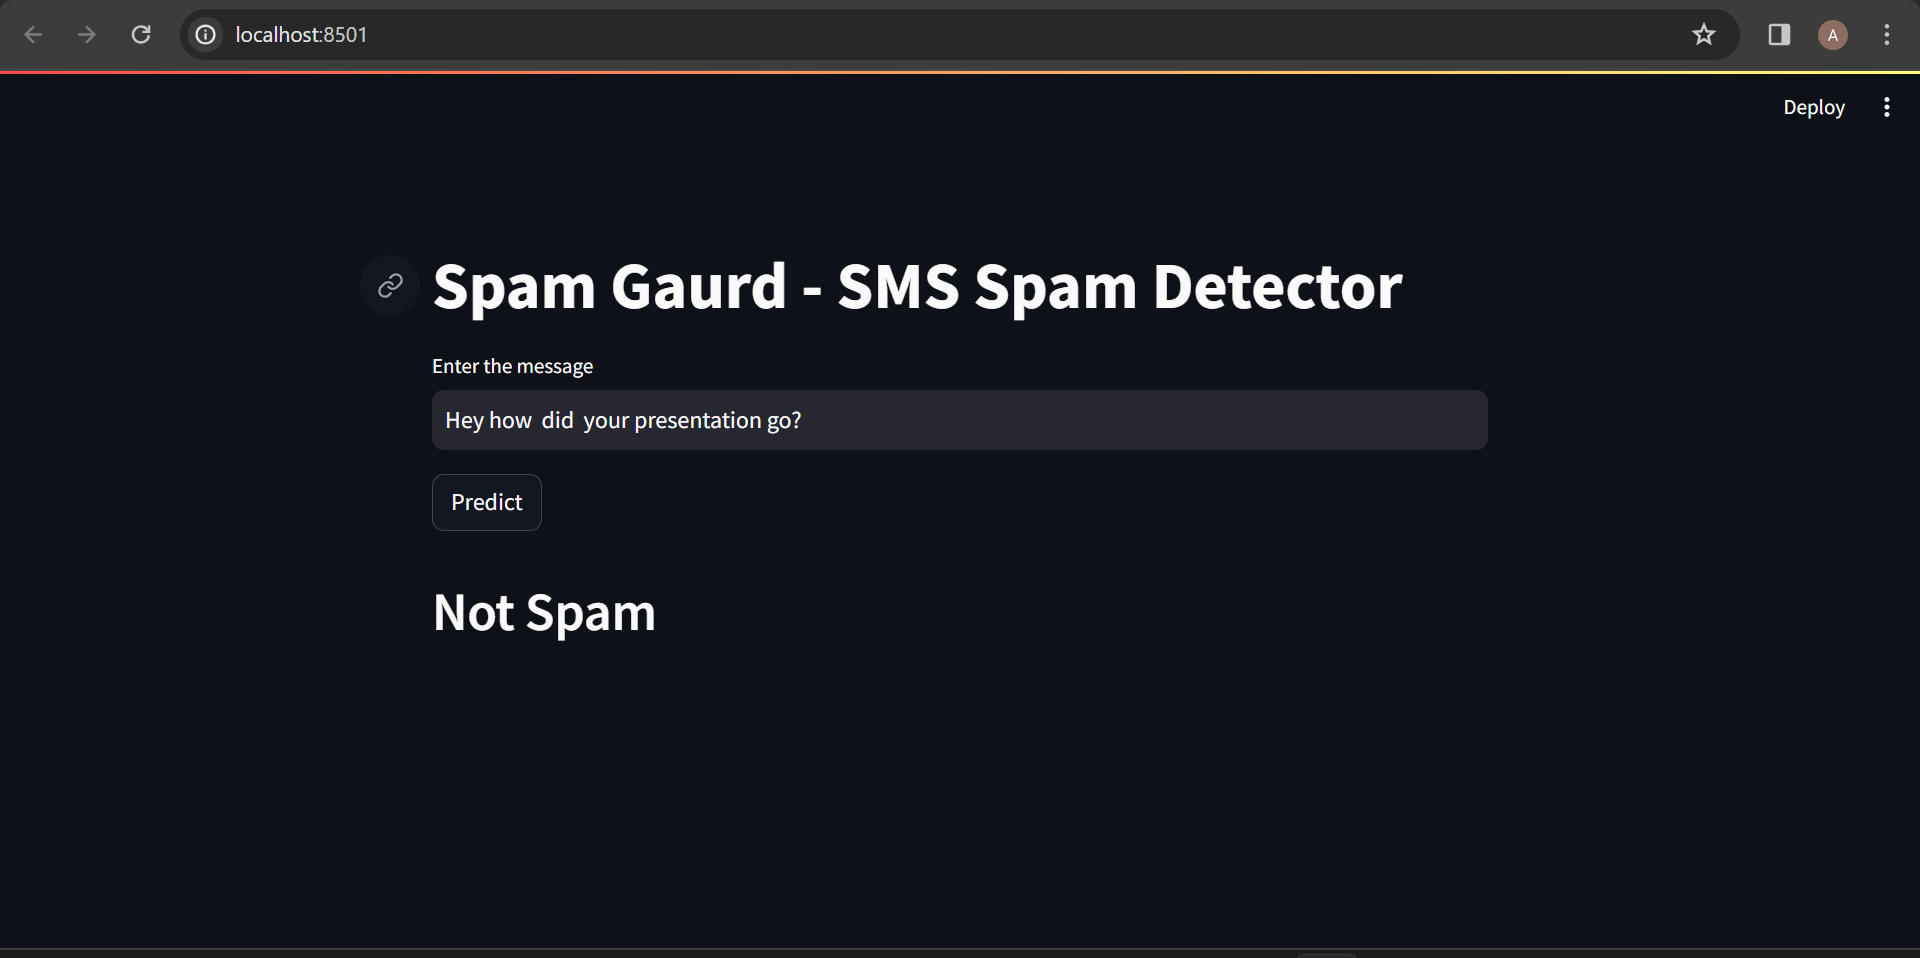 localhost:8501
A
Deploy
Spam Gaurd - SMS Spam Detector
Enter the message
Hey how  did  your presentation go?
Predict
Not Spam